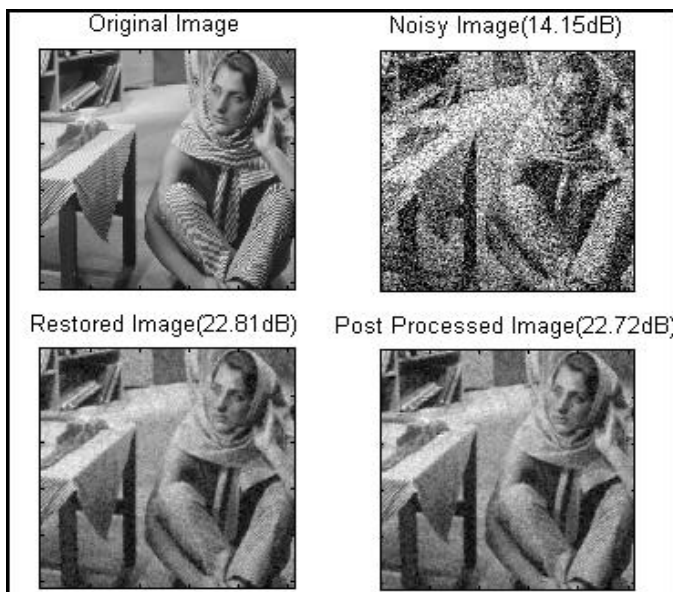 Original Image
Noisy Image(14.15dB)
Restored Image(22.81dB)
Post Processed Image(22.72dB)